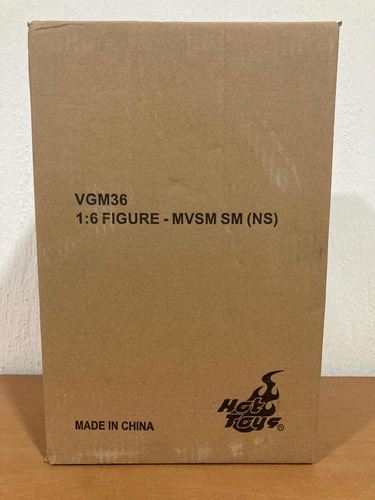 VGM36
1:6 FIGURE - MVSM SM (NS)
Hot
Toys®
MADE IN CHINA